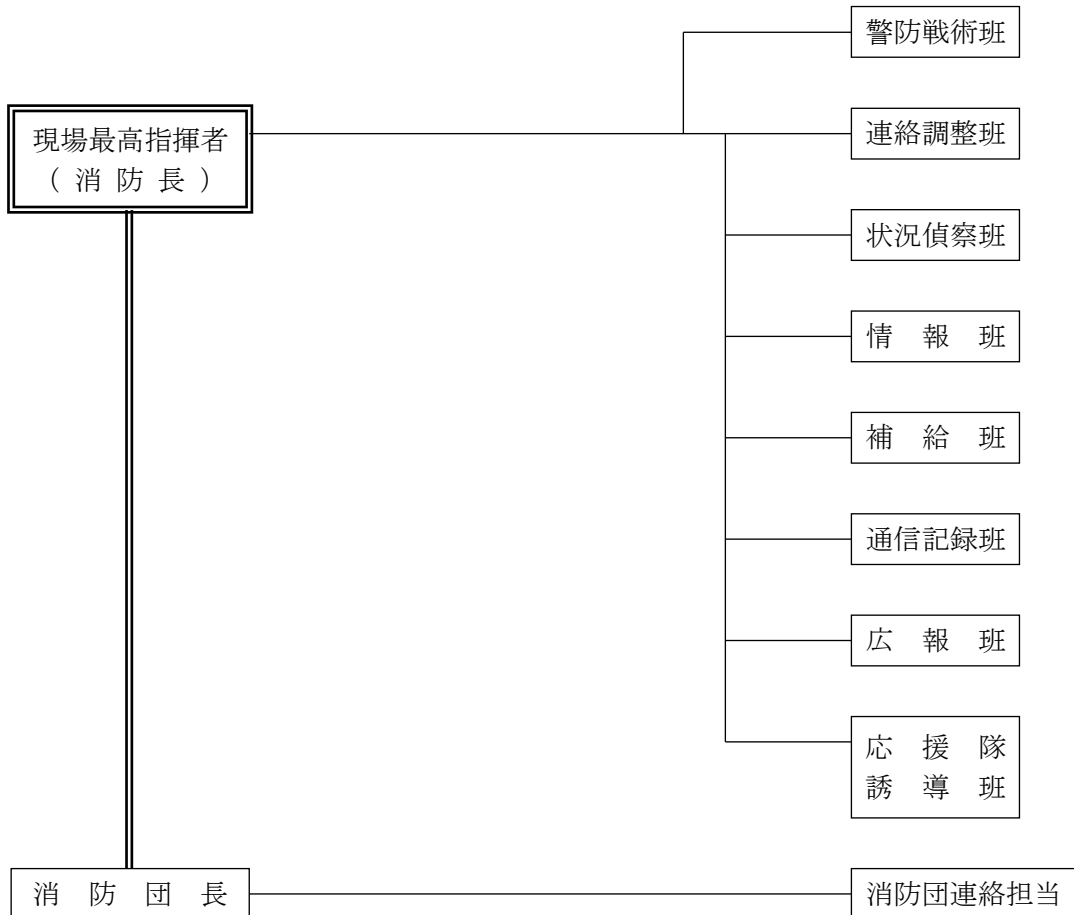 警防戦術班
現場最高指揮者
(消防長)
連絡調整班
状況偵察班
情報班
補給班
通信記録班
広報班
応援隊
誘導班
消防団長
消防団連絡担当